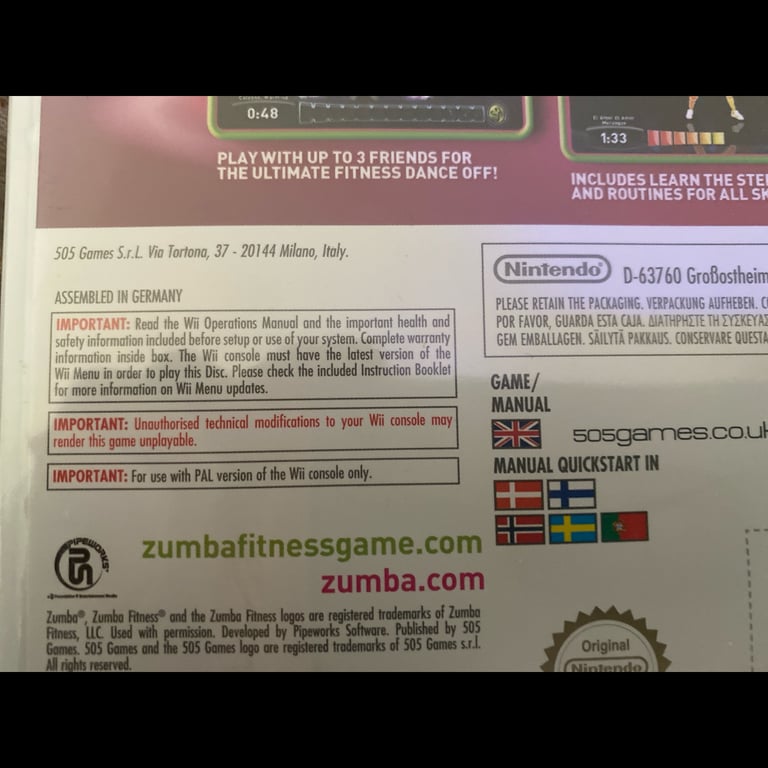 0:48
1:33
PLAY WITH UP TO 3 FRIENDS FOR
THE ULTIMATE FITNESS DANCE OFF!
INCLUDES LEARN THE
AND ROUTINES FOR ALL
505 Games S.r.L. Via Tortona, 37 - 20144 Milano, Italy.
ASSEMBLED IN GERMANY
IMPORTANT: Read the Wii Operations Manual and the important health and
safety information included before setup or use of your system. Complete warranty
information inside box. The Wii console must have the latest version of the
Wii Menu in order to play this Disc. Please check the included Instruction Booklet
for more information on Wii Menu updates.
IMPORTANT: Unauthorised technical modifications to your Wii console may
render this game unplayable.
IMPORTANT: For use with PAL version of the Wii console only.
Nintendo® D-63760 Großostheim
PLEASE RETAIN THE PACKAGING. VERPACKUNG AUFHEBEN.
POR FAVOR, GUARDA ESTA CAJA. ΔΙΑΤΗΡΗΣΤΕ ΤΗ
GEM EMBALLAGEN. SÄILYTÄ PAKKAUS. CONSERVARE
GAME/
MANUAL
505games.co.uk
MANUAL QUICKSTART IN
PIPEWORKS
zumbafitnessgame.com
zumba.com
Zumba®, Zumba Fitness® and the Zumba Fitness logos are registered trademarks of Zumba
Fitness, LLC. Used with permission. Developed by Pipeworks Software. Published by 505
Games. 505 Games and the 505 Games logo are registered trademarks of 505 Games s.r.l.
All rights reserved.
Original
Nintendo